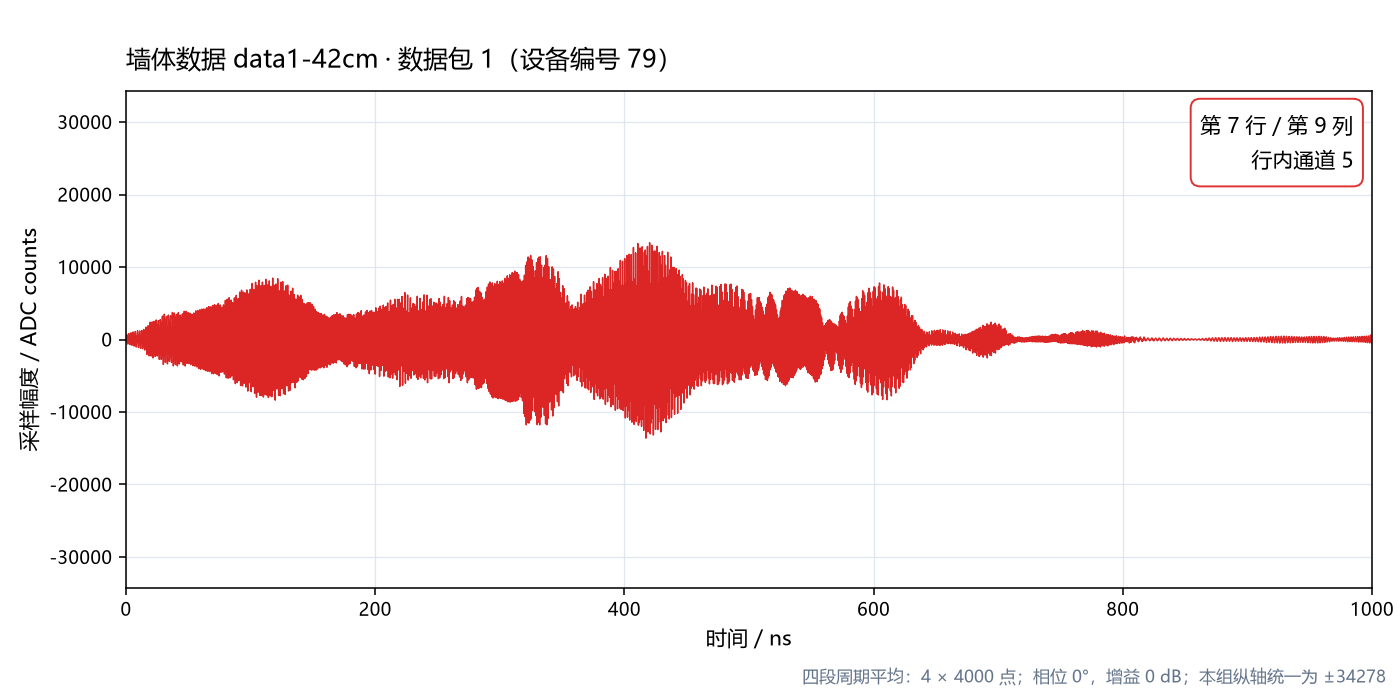 墙体数据 data1-42cm · 数据包 1（设备编号 79）
第 7 行 / 第 9 列
行内通道 5
采样幅度 / ADC counts
30000
20000
10000
0
-10000
-20000
-30000
0 200 400 600 800 1000
时间 / ns
四段周期平均：4 × 4000 点；相位 0°，增益 0 dB；本组纵轴统一为 ±34278